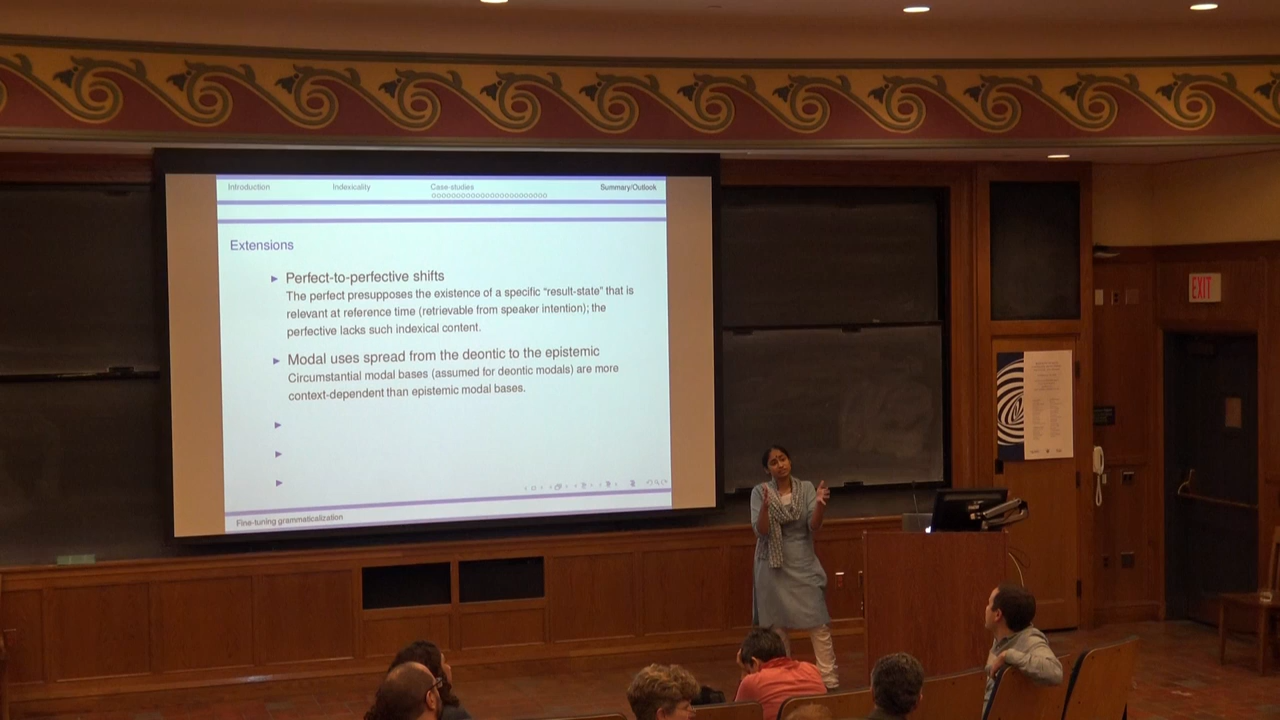 Introduction Indexicality Case-studies Summary/Outlook
Extensions
Perfect-to-perfective shifts
The perfect presupposes the existence of a specific “result-state” that is
relevant at reference time (retrievable from speaker intention); the
perfective lacks such indexical content.
Modal uses spread from the deontic to the epistemic
Circumstantial modal bases (assumed for deontic modals) are more
context-dependent than epistemic modal bases.
Fine-tuning grammaticalization
EXIT